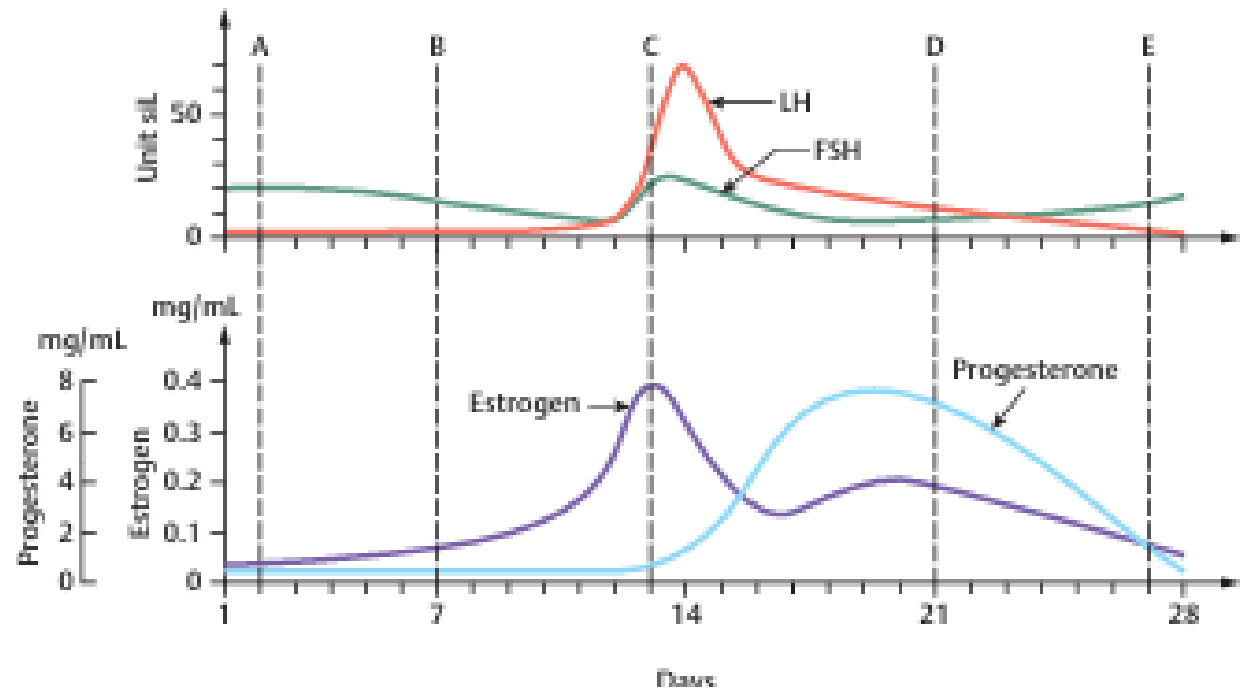 A B C D E
Unit siL
50
0
LH
FSH
mg/mL
mg/mL
Progesterone
8
6
4
2
0
Estrogen
0.4
0.3
0.2
0.1
0
Estrogen
Progesterone
1 7 14 21 28
Days